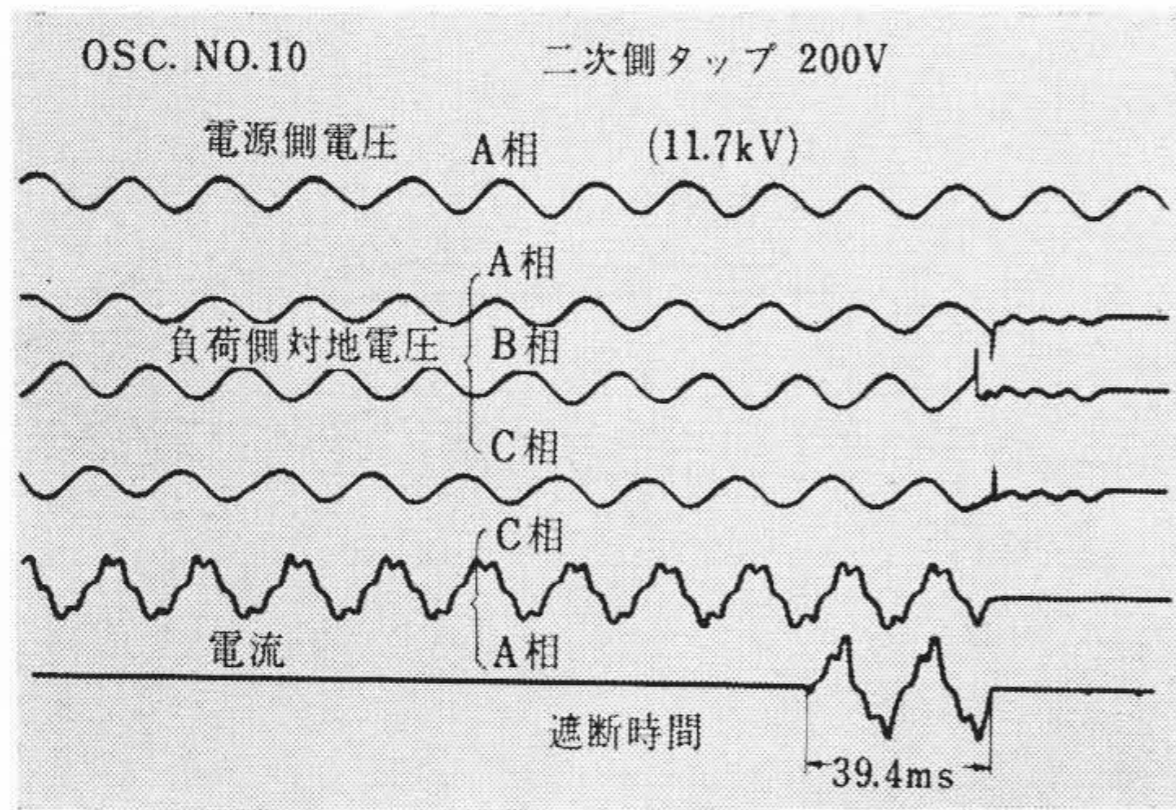 OSC. NO.10 二次側タップ 200V
電源側電圧 A相 (11.7kV)
A相
負荷側対地電圧 B相
C相
C相
電流 A相
遮断時間
39.4ms